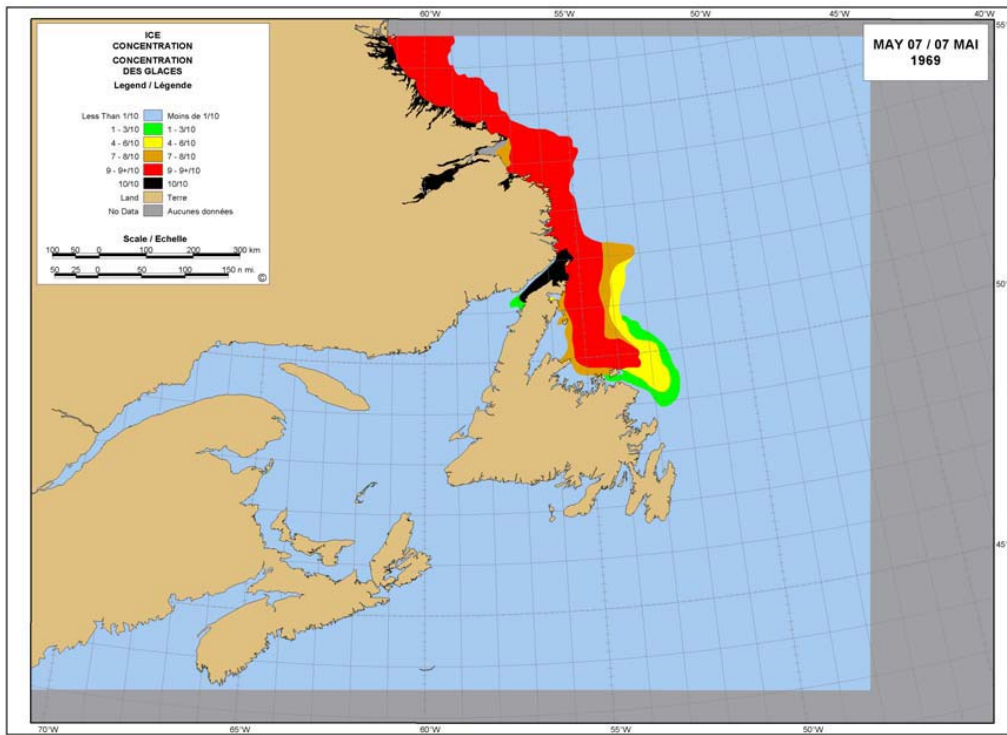 60°W 55°W 50°W 45°W 40°W
55°
ICE
CONCENTRATION
CONCENTRATION
DES GLACES
Legend / Légende
Less Than 1/10 Moins de 1/10
1 - 3/10 1 - 3/10
4 - 6/10 4 - 6/10
7 - 8/10 7 - 8/10
9 - 9+/10 9 - 9+/10
10/10 10/10
Land Terre
No Data Aucunes données
Scale / Echelle
100 50 0 100 200 300 km
50 25 0 50 100 150 n mi.
©
MAY 07 / 07 MAI
1969
50°
45°
70°W 65°W 60°W 55°W 50°W